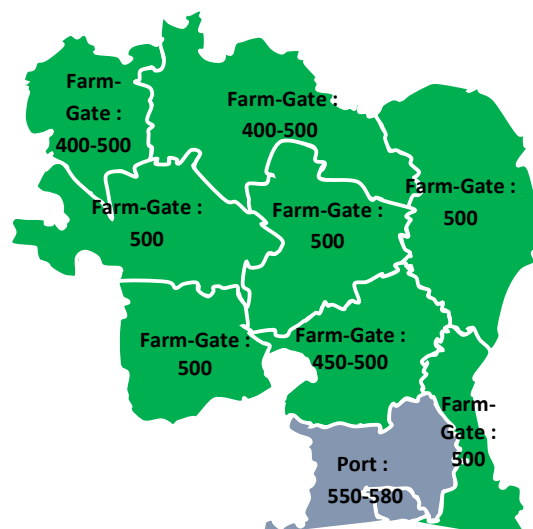 Farm-
Gate :
400-500
Farm-Gate :
400-500
Farm-Gate :
500
Farm-Gate :
500
Farm-Gate :
500
Farm-Gate :
500
Farm-Gate :
450-500
Farm-
Gate :
500
Port :
550-580